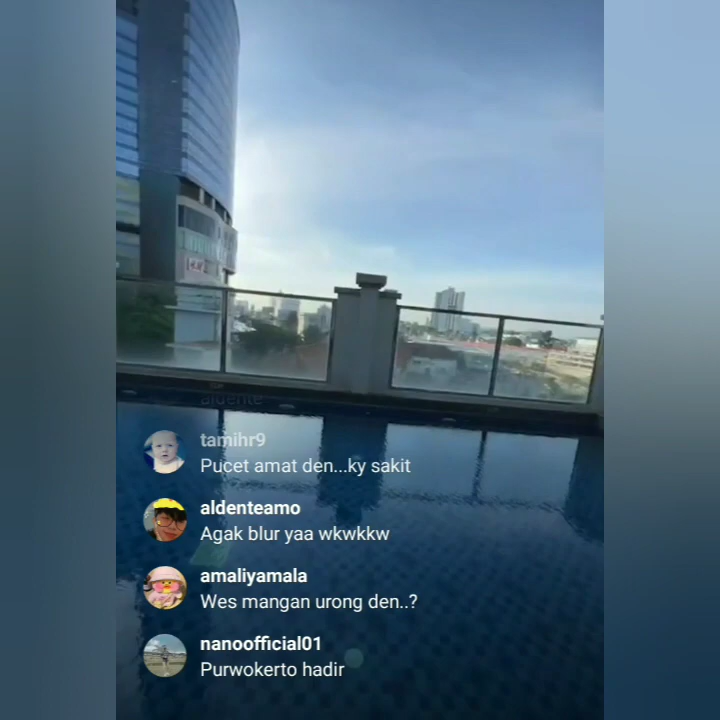 aldente
tamihr9
Pucet amat den...ky sakit
aldenteamo
Agak blur yaa wkwkkw
amaliyamala
Wes mangan urong den..?
nanoofficial01
Purwokerto hadir